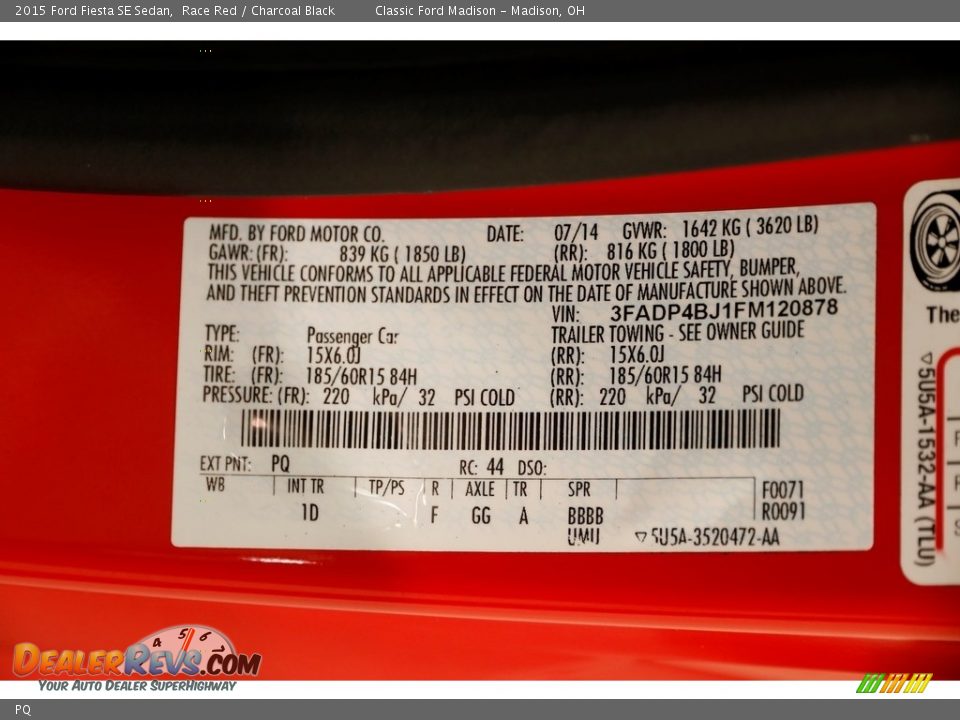 2015 Ford Fiesta SE Sedan, Race Red / Charcoal Black Classic Ford Madison - Madison, OH
MFD. BY FORD MOTOR CO. DATE: 07/14 GVWR: 1642 KG ( 3620 LB)
GAWR: (FR): 839 KG ( 1850 LB) (RR): 816 KG ( 1800 LB)
THIS VEHICLE CONFORMS TO ALL APPLICABLE FEDERAL MOTOR VEHICLE SAFETY, BUMPER,
AND THEFT PREVENTION STANDARDS IN EFFECT ON THE DATE OF MANUFACTURE SHOWN ABOVE.
VIN: 3FADP4BJ1FM120878
TYPE: Passenger Car TRAILER TOWING - SEE OWNER GUIDE
RIM: (FR): 15X6.0J (RR): 15X6.0J
TIRE: (FR): 185/60R15 84H (RR): 185/60R15 84H
PRESSURE: (FR): 220 kPa/ 32 PSI COLD (RR): 220 kPa/ 32 PSI COLD
EXT PNT: PQ RC: 44 DSO:
WB INT TR TP/PS R AXLE TR SPR F0071
1D F GG A BBBB R0091
UMU ▽5U5A-3520472-AA
The
▽5U5A-1532-AA (TLU)
4 5 6
DEALERREVS.COM
YOUR AUTO DEALER SUPERHIGHWAY
PQ